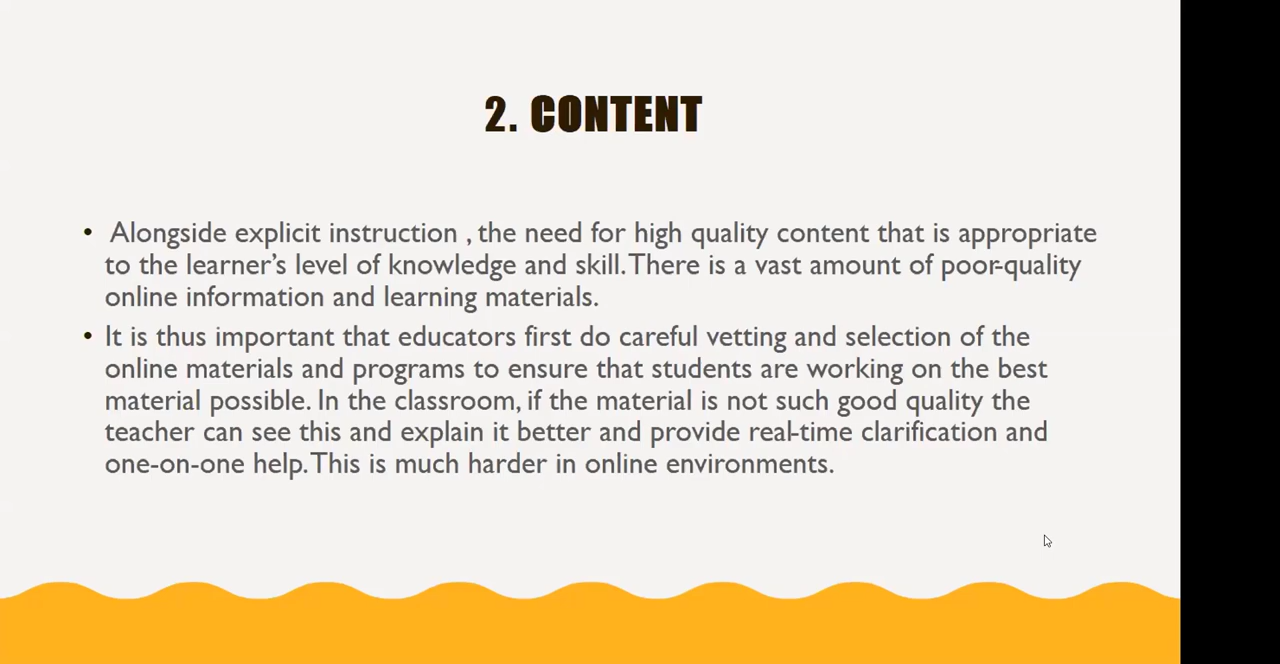 2. CONTENT
• Alongside explicit instruction , the need for high quality content that is appropriate
to the learner’s level of knowledge and skill. There is a vast amount of poor-quality
online information and learning materials.
• It is thus important that educators first do careful vetting and selection of the
online materials and programs to ensure that students are working on the best
material possible. In the classroom, if the material is not such good quality the
teacher can see this and explain it better and provide real-time clarification and
one-on-one help. This is much harder in online environments.